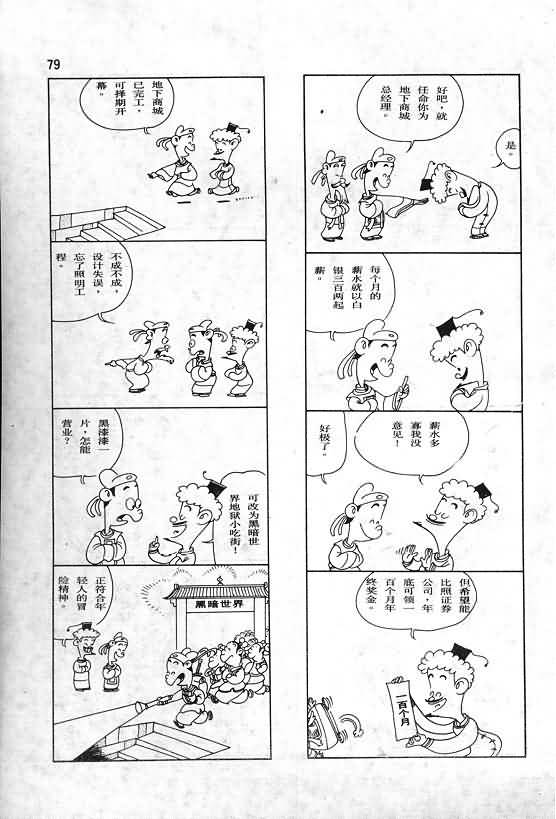 79
好吧，就
任命你为
地下商城
总经理。
是。
每个月的
薪水就以白
银三百两起
薪。
薪水多
寡我没
意见！
好极了。
但希望能
比照证券
公司，年
底可领一
百个月年
终奖金。
一百个月
地下商城
已完工，
可择期开
幕。
不成不成，
设计失误，
忘了照明工
程。
黑漆漆一
片，怎能
营业？
可改为黑暗世
界地狱小吃街！
黑暗世界
正符合年
轻人的冒
险精神。